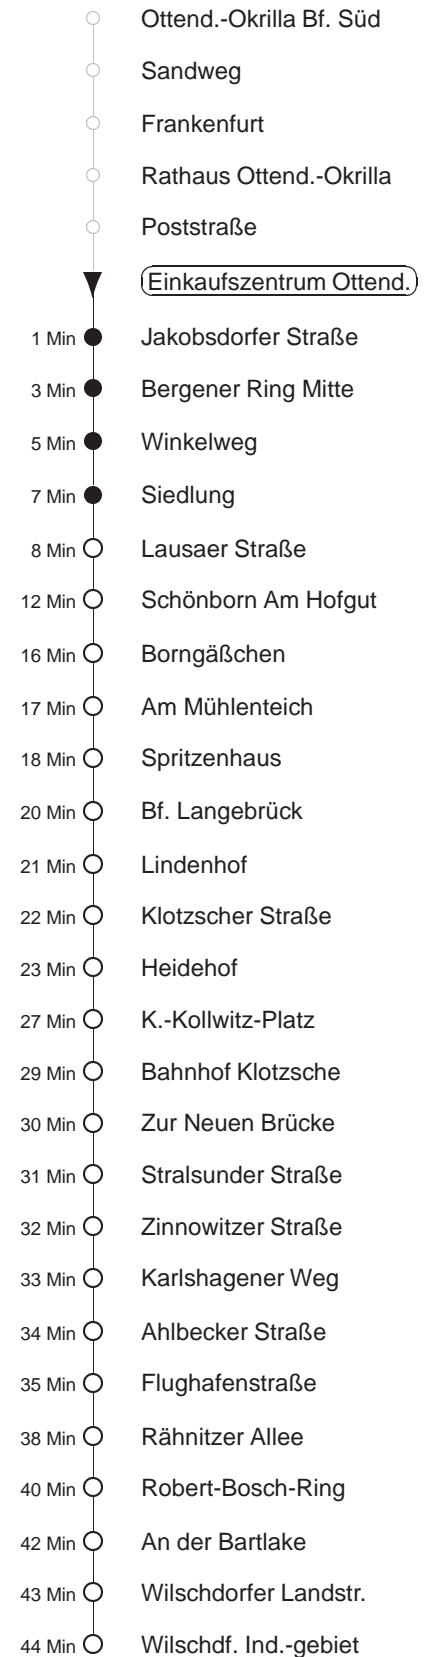 Ottend.-Okrilla Bf. Süd
Sandweg
Frankenfurt
Rathaus Ottend.-Okrilla
Poststraße
Einkaufszentrum Ottend.
1 Min Jakobsdorfer Straße
3 Min Bergener Ring Mitte
5 Min Winkelweg
7 Min Siedlung
8 Min Lausaer Straße
12 Min Schönborn Am Hofgut
16 Min Borngäßchen
17 Min Am Mühlenteich
18 Min Spritzenhaus
20 Min Bf. Langebrück
21 Min Lindenhof
22 Min Klotzscher Straße
23 Min Heidehof
27 Min K.-Kollwitz-Platz
29 Min Bahnhof Klotzsche
30 Min Zur Neuen Brücke
31 Min Stralsunder Straße
32 Min Zinnowitzer Straße
33 Min Karlshagener Weg
34 Min Ahlbecker Straße
35 Min Flughafenstraße
38 Min Rähnitzer Allee
40 Min Robert-Bosch-Ring
42 Min An der Bartlake
43 Min Wilschdorfer Landstr.
44 Min Wilschdf. Ind.-gebiet